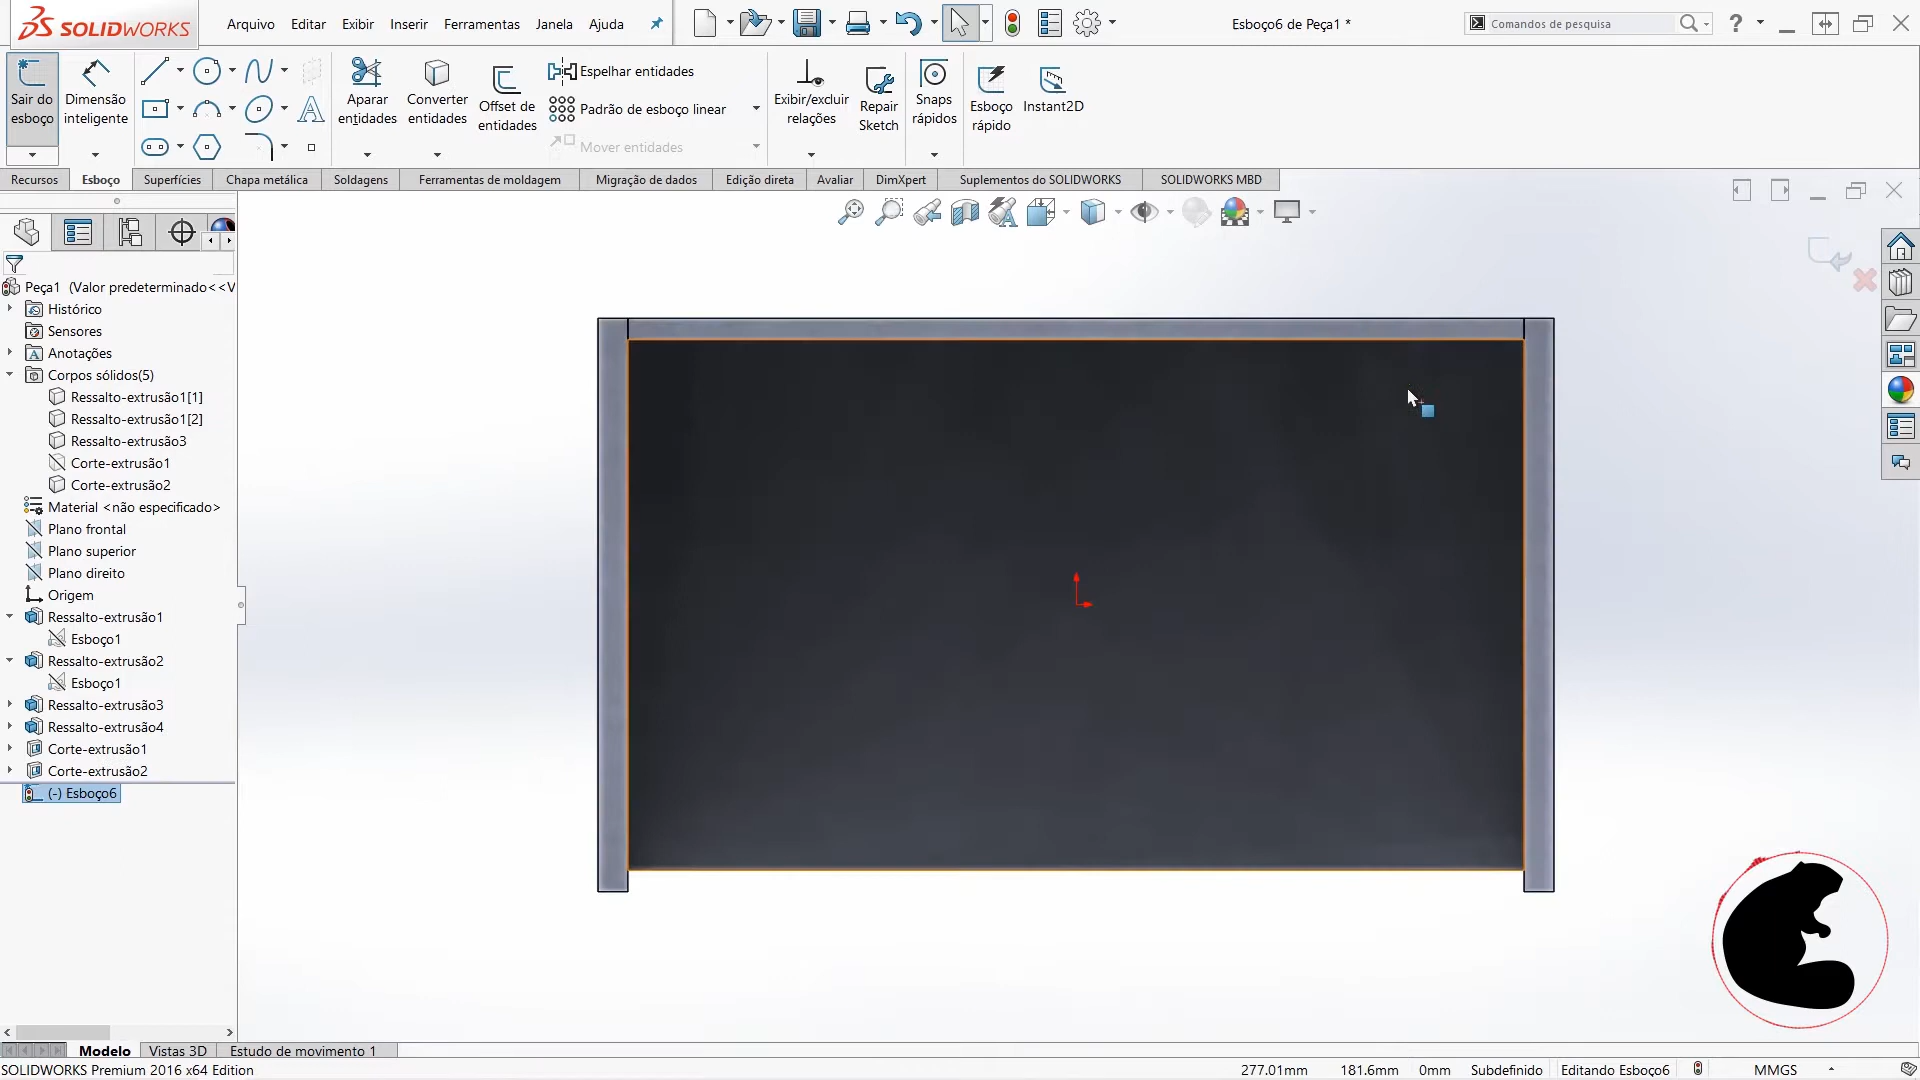 SOLIDWORKS
Arquivo
Editar
Exibir
Inserir
Ferramentas
Janela
Ajuda
Esboço6 de Peça1 *
Comandos de pesquisa
?
Sair do
esboço
Dimensão
inteligente
Aparar
entidades
Converter
entidades
Offset de
entidades
Espelhar entidades
Padrão de esboço linear
Mover entidades
Exibir/excluir
relações
Repair
Sketch
Snaps
rápidos
Esboço
rápido
Instant2D
Recursos
Esboço
Superfícies
Chapa metálica
Soldagens
Ferramentas de moldagem
Migração de dados
Edição direta
Avaliar
DimXpert
Suplementos do SOLIDWORKS
SOLIDWORKS MBD
Peça1 (Valor predeterminado<<V
Histórico
Sensores
Anotações
Corpos sólidos(5)
Ressalto-extrusão1[1]
Ressalto-extrusão1[2]
Ressalto-extrusão3
Corte-extrusão1
Corte-extrusão2
Material <não especificado>
Plano frontal
Plano superior
Plano direito
Origem
Ressalto-extrusão1
Esboço1
Ressalto-extrusão2
Esboço1
Ressalto-extrusão3
Ressalto-extrusão4
Corte-extrusão1
Corte-extrusão2
(-) Esboço6
Modelo
Vistas 3D
Estudo de movimento 1
SOLIDWORKS Premium 2016 x64 Edition
277.01mm
181.6mm
0mm
Subdefinido
Editando Esboço6
MMGS